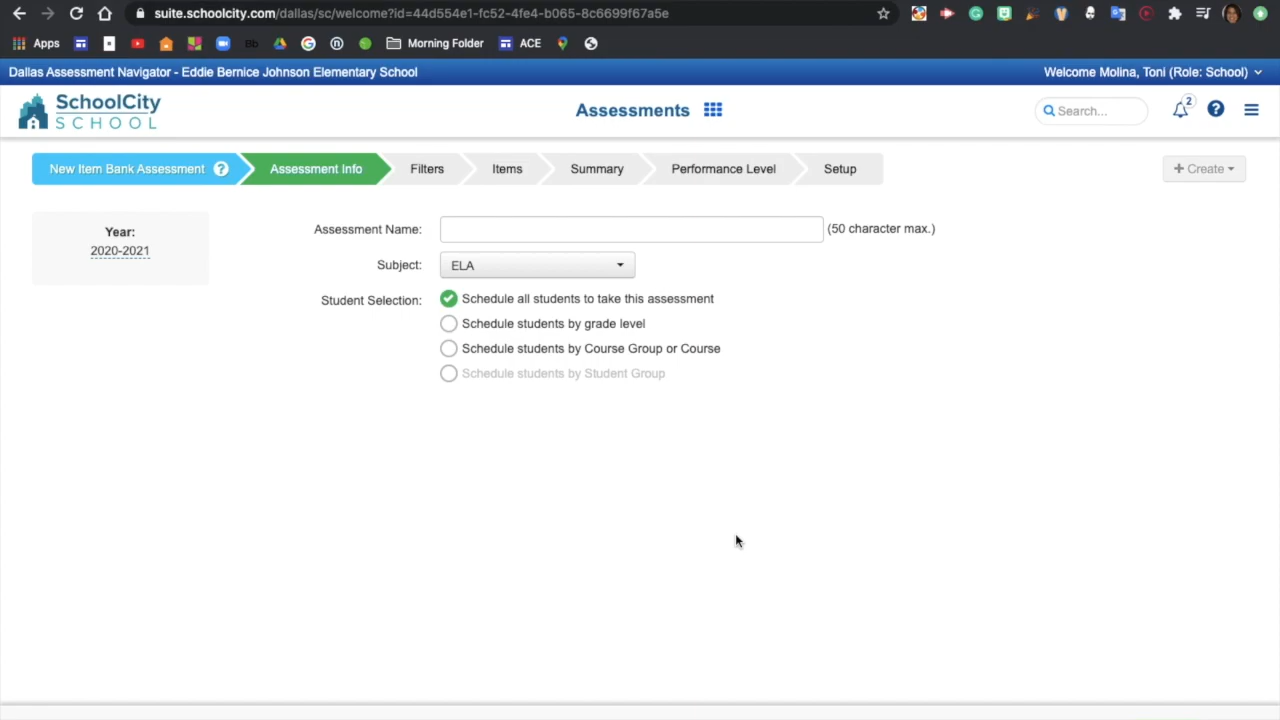 suite.schoolcity.com/dallas/sc/welcome?id=44d554e1-fc52-4fe4-b065-8c6699f67a5e
Apps Bb Morning Folder ACE
Dallas Assessment Navigator - Eddie Bernice Johnson Elementary School Welcome Molina, Toni (Role: School)
SchoolCity
SCHOOL
Assessments
Search...
2
?
New Item Bank Assessment ? Assessment Info Filters Items Summary Performance Level Setup + Create
Year:
2020-2021
Assessment Name: (50 character max.)
Subject: ELA
Student Selection: Schedule all students to take this assessment
Schedule students by grade level
Schedule students by Course Group or Course
Schedule students by Student Group